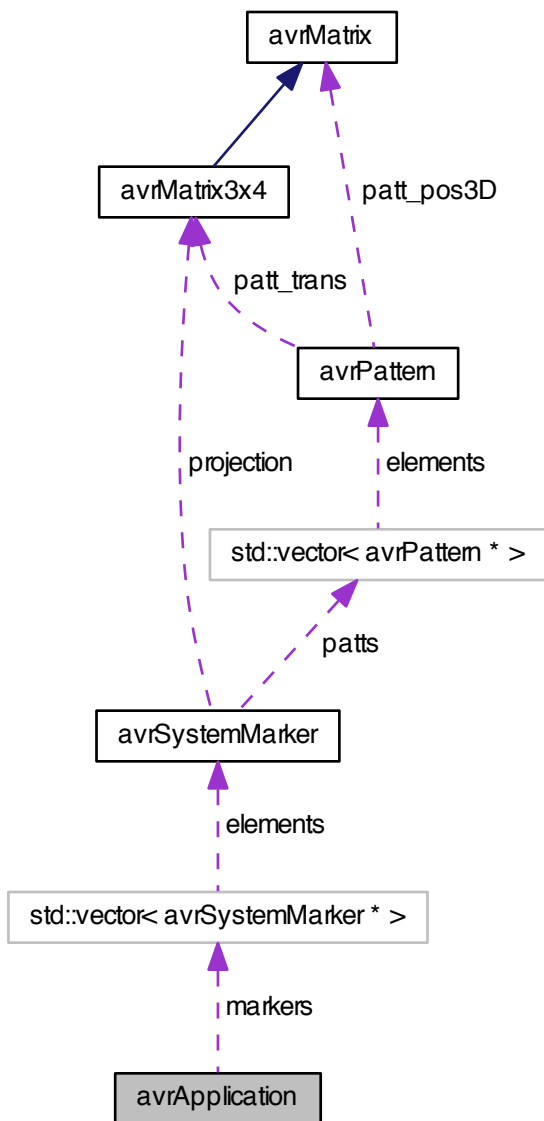 avrMatrix
avrMatrix3x4
patt_pos3D
patt_trans
avrPattern
projection
elements
std::vector< avrPattern * >
patts
avrSystemMarker
elements
std::vector< avrSystemMarker * >
markers
avrApplication